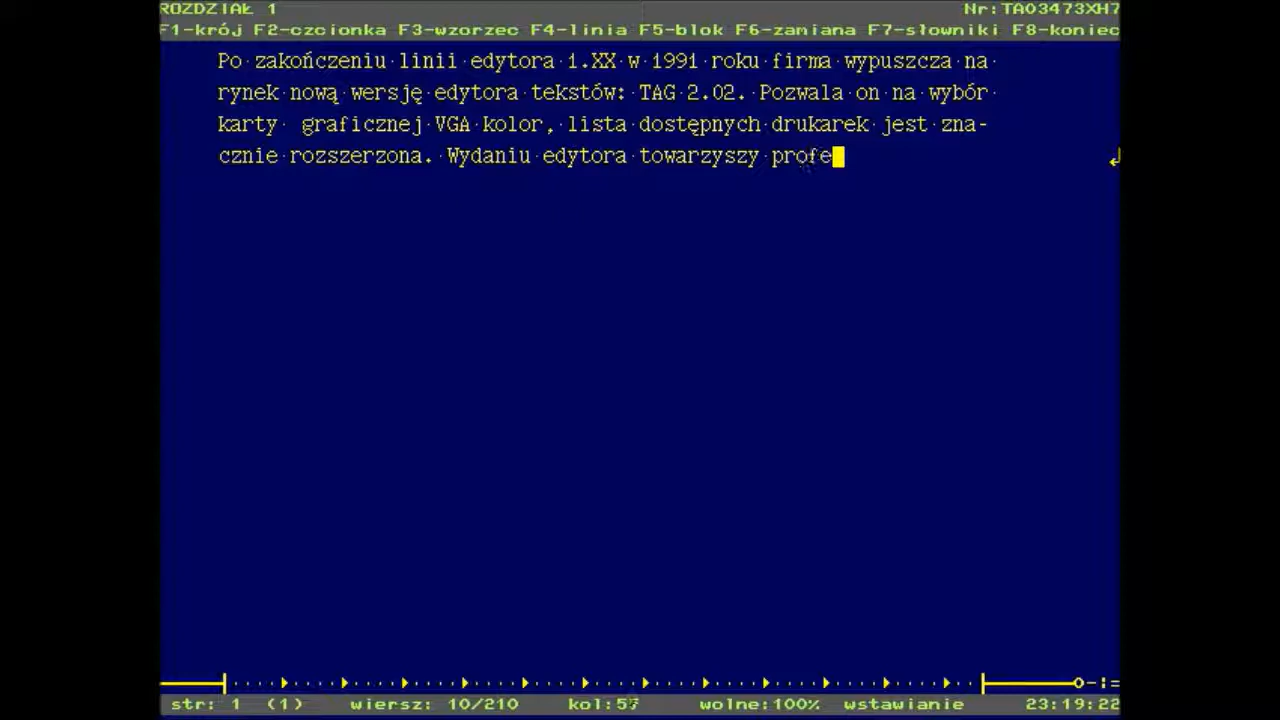 ROZDZIAŁ 1 Nr:TA03473XH7
F1-krój F2-czcionka F3-wzorzec F4-linia F5-blok F6-zamiana F7-słowniki F8-koniec
Po zakończeniu linii edytora 1.XX w 1991 roku firma wypuszcza na
rynek nową wersję edytora tekstów: TAG 2.02. Pozwala on na wybór
karty graficznej VGA kolor, lista dostępnych drukarek jest zna-
cznie rozszerzona. Wydaniu edytora towarzyszy profe
str: 1 (1) wiersz: 10/210 kol:57 wolne:100% wstawianie 23:19:22